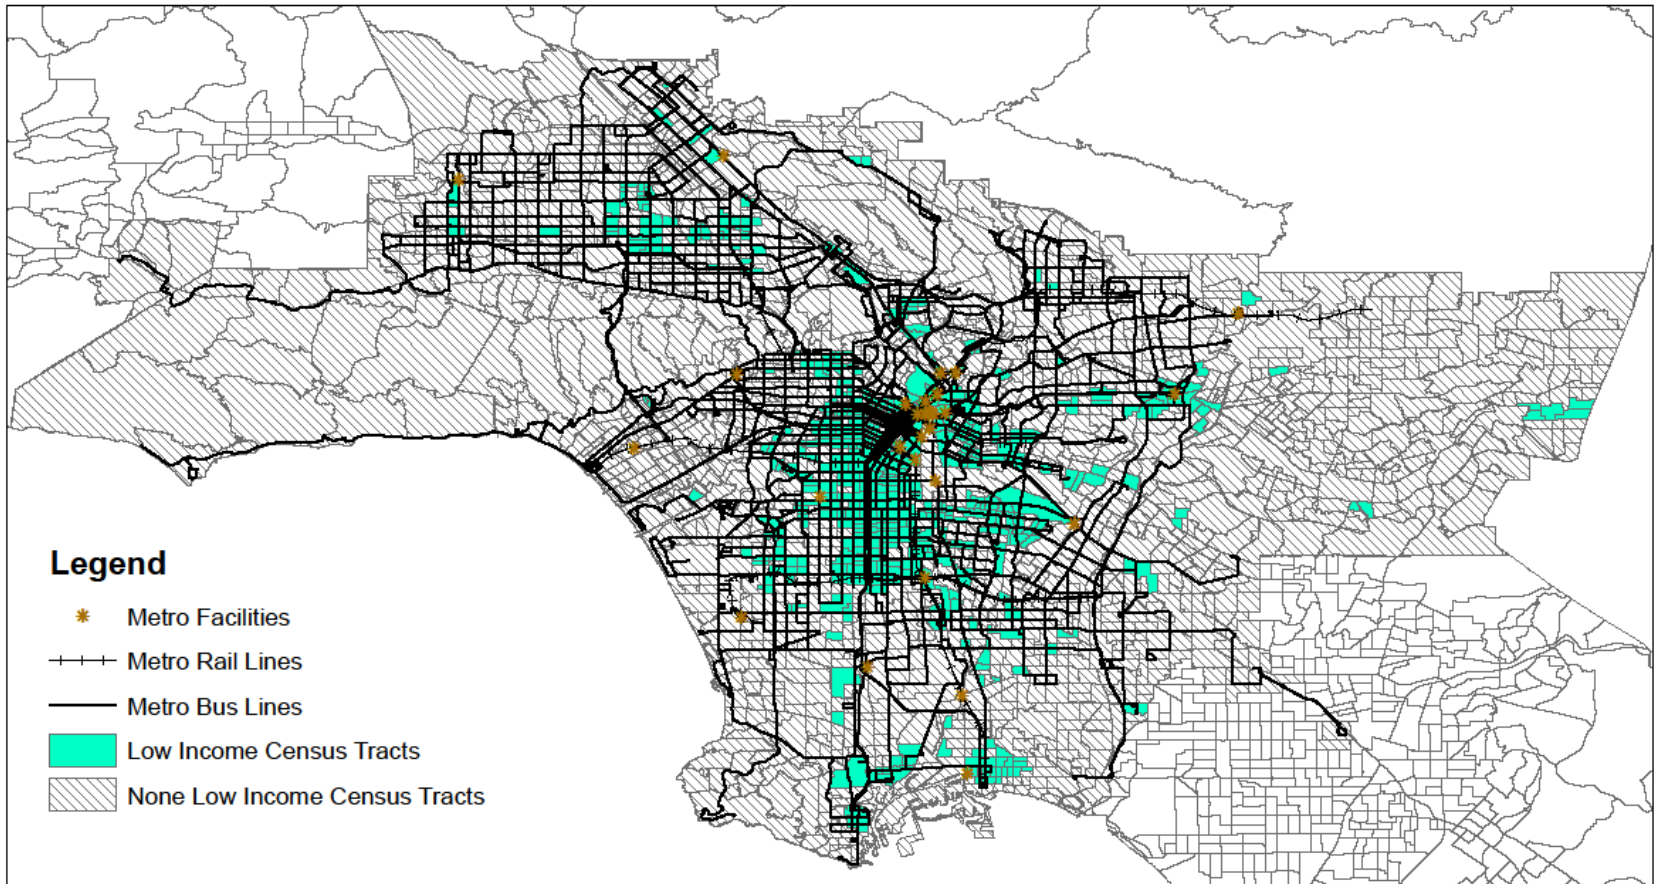 Legend
Metro Facilities
Metro Rail Lines
Metro Bus Lines
Low Income Census Tracts
None Low Income Census Tracts